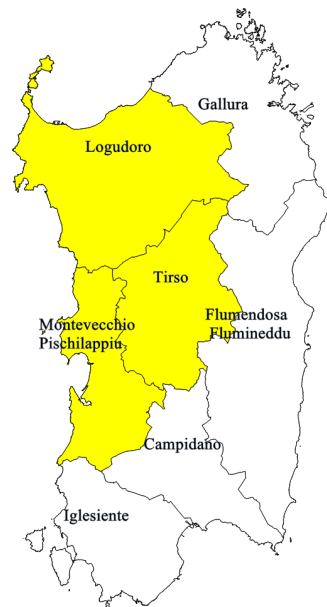 Gallura
Logudoro
Tirso
Flumendosa
Flumineddu
Montevecchio
Pischilappiu
Campidano
Iglesiente